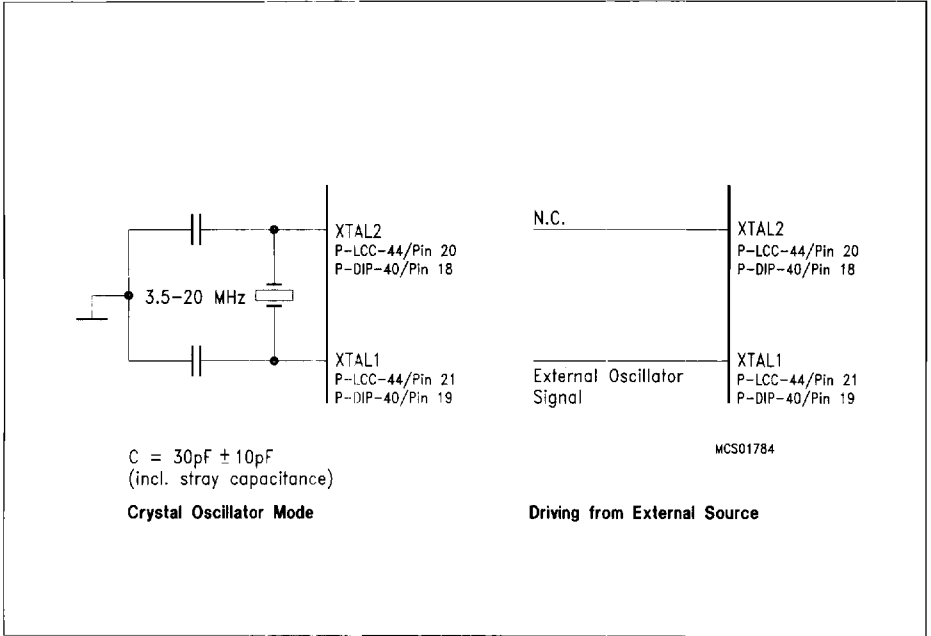 XTAL2
P-LCC-44/Pin 20
P-DIP-40/Pin 18
3.5-20 MHz
XTAL1
P-LCC-44/Pin 21
P-DIP-40/Pin 19
C = 30pF ± 10pF
(incl. stray capacitance)
Crystal Oscillator Mode
N.C.
XTAL2
P-LCC-44/Pin 20
P-DIP-40/Pin 18
External Oscillator
Signal
XTAL1
P-LCC-44/Pin 21
P-DIP-40/Pin 19
MCS01784
Driving from External Source